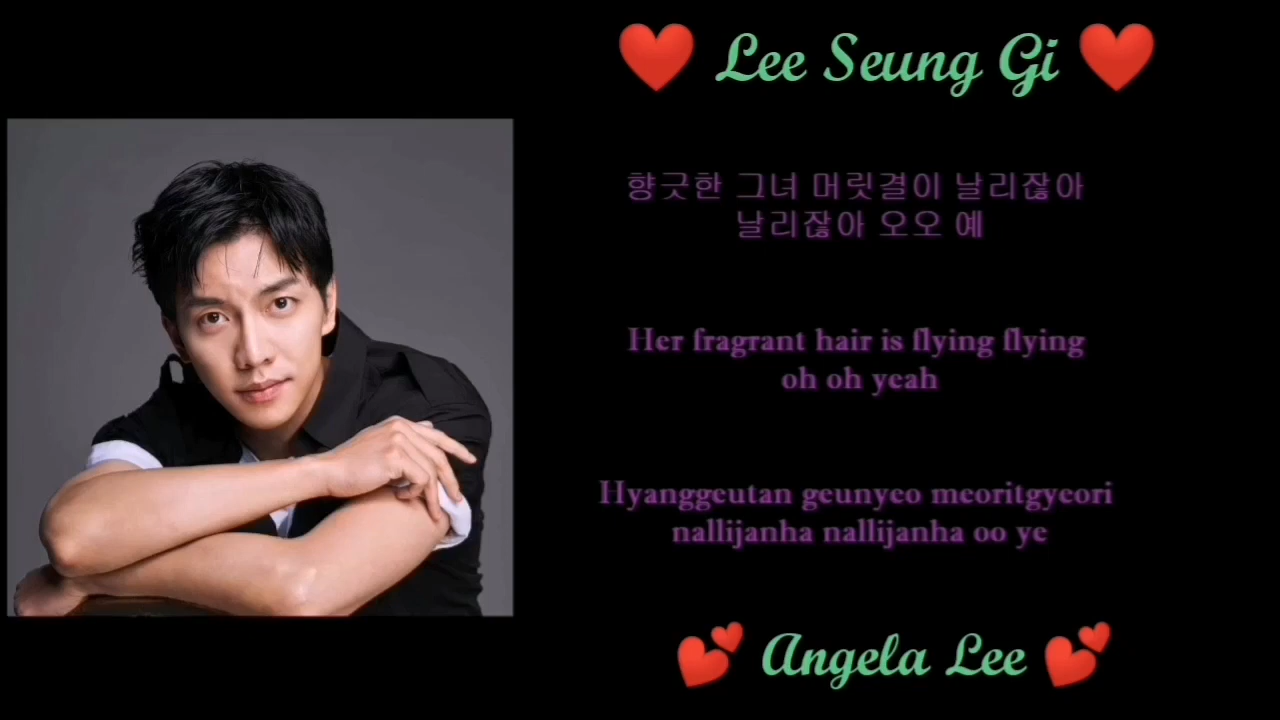 ❤️ Lee Seung Gi ❤️
향긋한 그녀 머릿결이 날리잖아
날리잖아 오오 예
Her fragrant hair is flying flying
oh oh yeah
Hyanggeutan geunyeo meoritgyeori
nallijanha nallijanha oo ye
💕 Angela Lee 💕